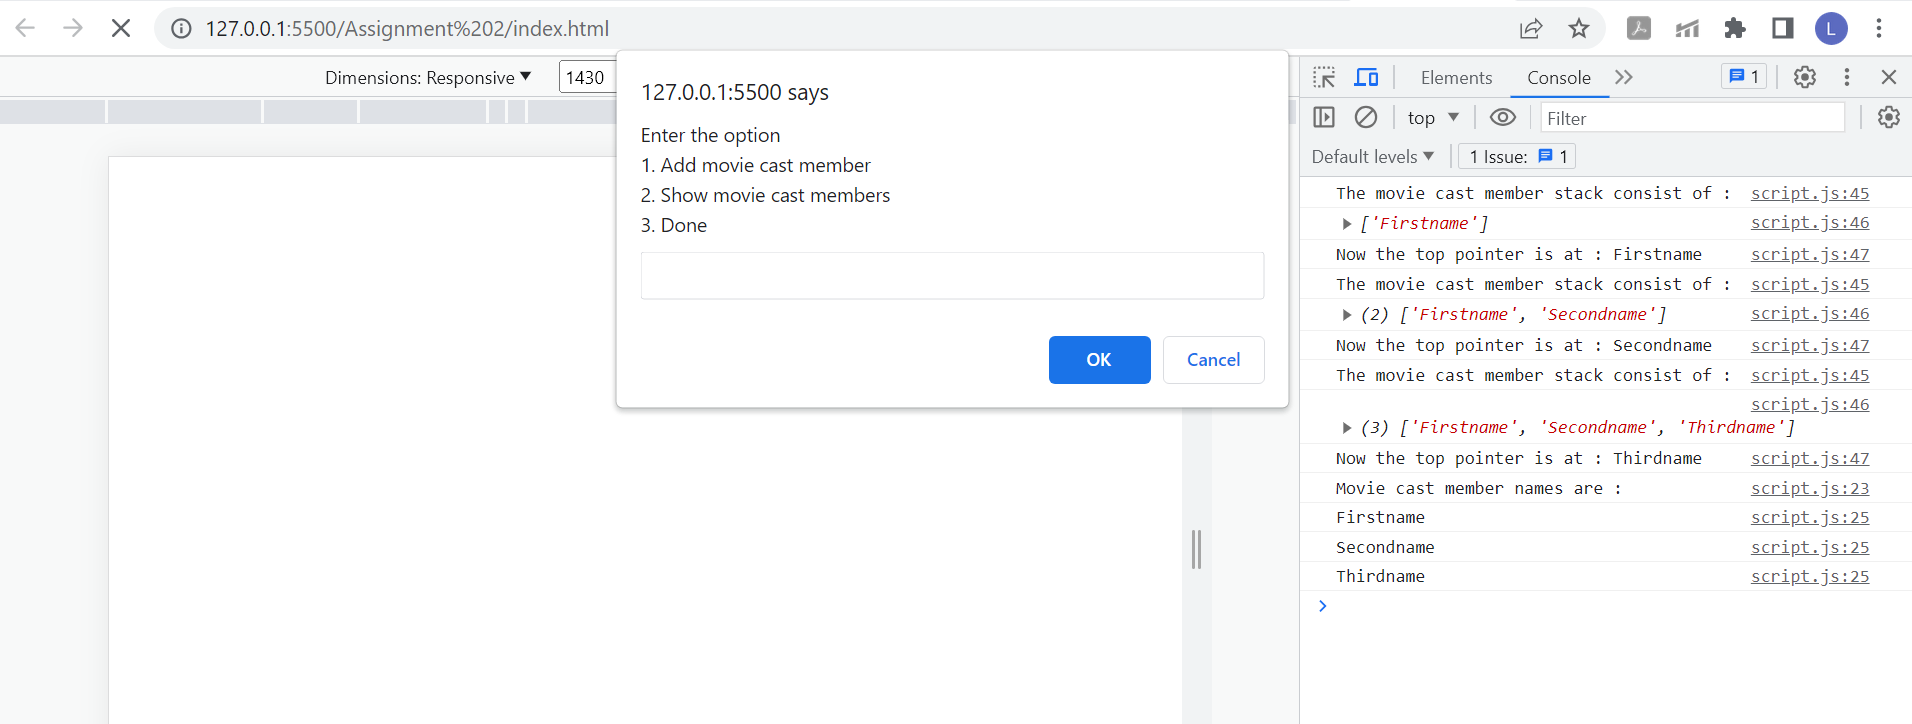 127.0.0.1:5500/Assignment%202/index.html
L
Dimensions: Responsive
1430
127.0.0.1:5500 says
Enter the option
1. Add movie cast member
2. Show movie cast members
3. Done
OK
Cancel
Elements
Console
1
top
Filter
Default levels
1 Issue:
1
The movie cast member stack consist of : script.js:45
['Firstname'] script.js:46
Now the top pointer is at : Firstname script.js:47
The movie cast member stack consist of : script.js:45
(2) ['Firstname', 'Secondname'] script.js:46
Now the top pointer is at : Secondname script.js:47
The movie cast member stack consist of : script.js:45
script.js:46
(3) ['Firstname', 'Secondname', 'Thirdname']
Now the top pointer is at : Thirdname script.js:47
Movie cast member names are : script.js:23
Firstname script.js:25
Secondname script.js:25
Thirdname script.js:25